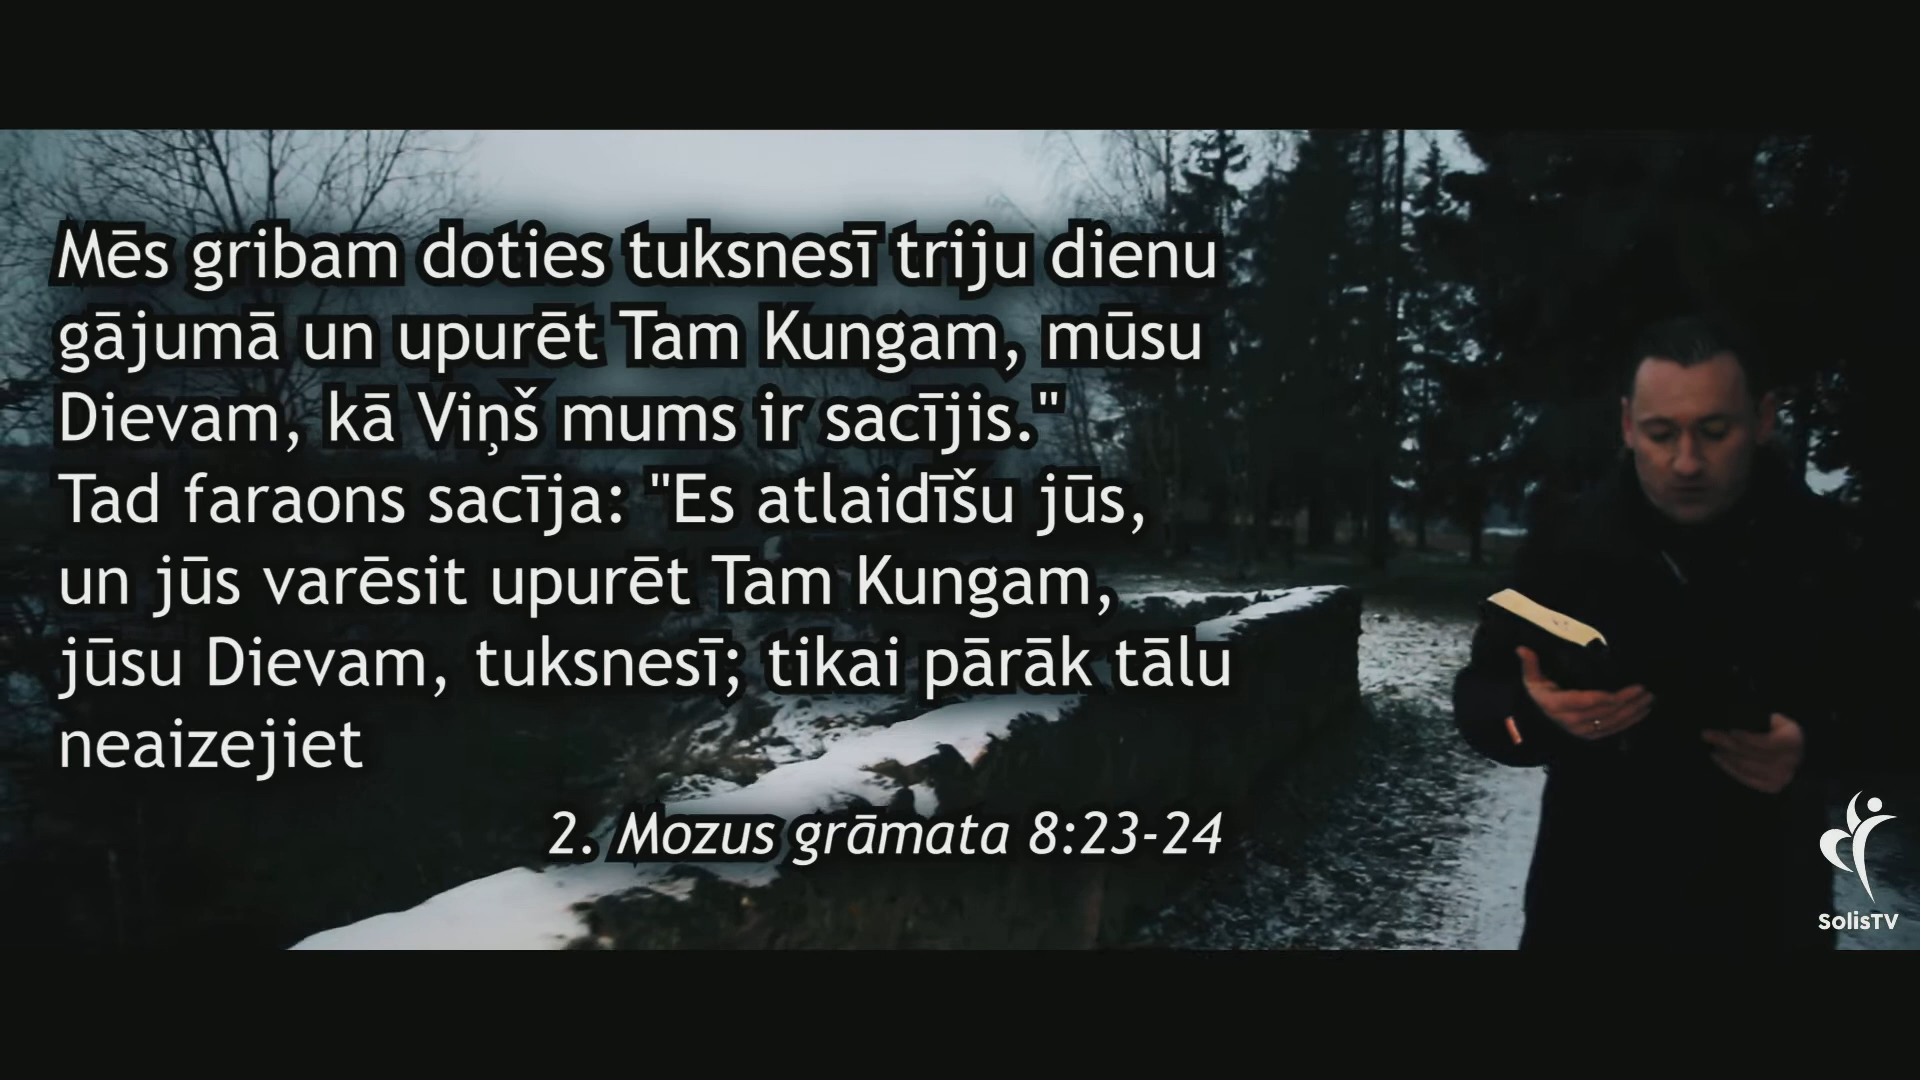 Mēs gribam doties tuksnesī triju dienu
gājumā un upurēt Tam Kungam, mūsu
Dievam, kā Viņš mums ir sacījis."
Tad faraons sacīja: "Es atlaidīšu jūs,
un jūs varēsit upurēt Tam Kungam,
jūsu Dievam, tuksnesī; tikai pārāk tālu
neaizejiet
2. Mozus grāmata 8:23-24
SolisTV